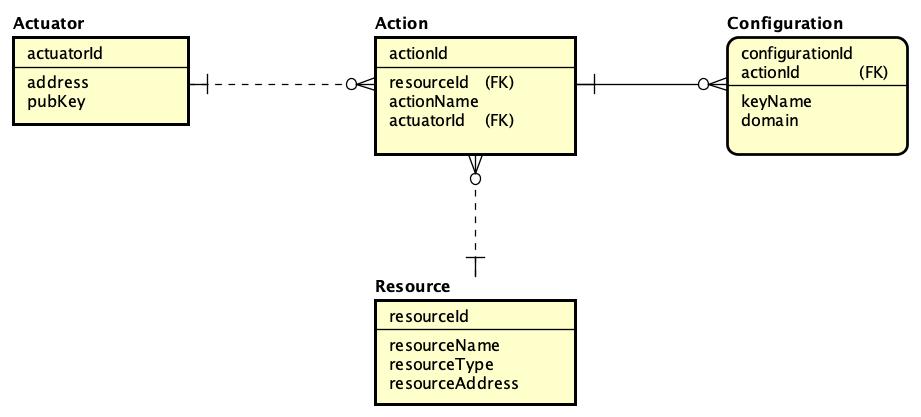 Actuator
actuatorId
address
pubKey
Action
actionId
resourceId (FK)
actionName
actuatorId (FK)
Configuration
configurationId
actionId (FK)
keyName
domain
Resource
resourceId
resourceName
resourceType
resourceAddress